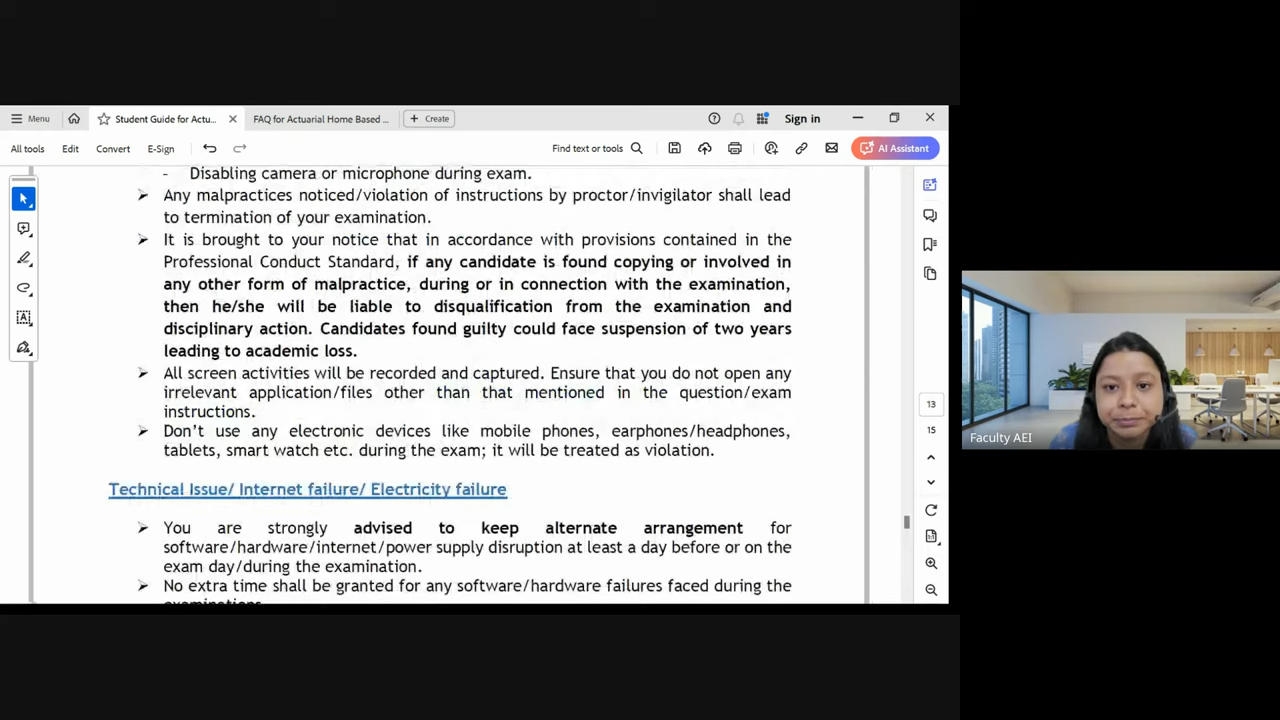 Menu
Student Guide for Actu...
FAQ for Actuarial Home Based ...
Create
Sign in
All tools
Edit
Convert
E-Sign
Find text or tools
AI Assistant
- Disabling camera or microphone during exam.
➢ Any malpractices noticed/violation of instructions by proctor/invigilator shall lead
to termination of your examination.
➢ It is brought to your notice that in accordance with provisions contained in the
Professional Conduct Standard, if any candidate is found copying or involved in
any other form of malpractice, during or in connection with the examination,
then he/she will be liable to disqualification from the examination and
disciplinary action. Candidates found guilty could face suspension of two years
leading to academic loss.
➢ All screen activities will be recorded and captured. Ensure that you do not open any
irrelevant application/files other than that mentioned in the question/exam
instructions.
➢ Don't use any electronic devices like mobile phones, earphones/headphones,
tablets, smart watch etc. during the exam; it will be treated as violation.
Technical Issue/ Internet failure/ Electricity failure
➢ You are strongly advised to keep alternate arrangement for
software/hardware/internet/power supply disruption at least a day before or on the
exam day/during the examination.
➢ No extra time shall be granted for any software/hardware failures faced during the
examinations
13
15
Faculty AEI